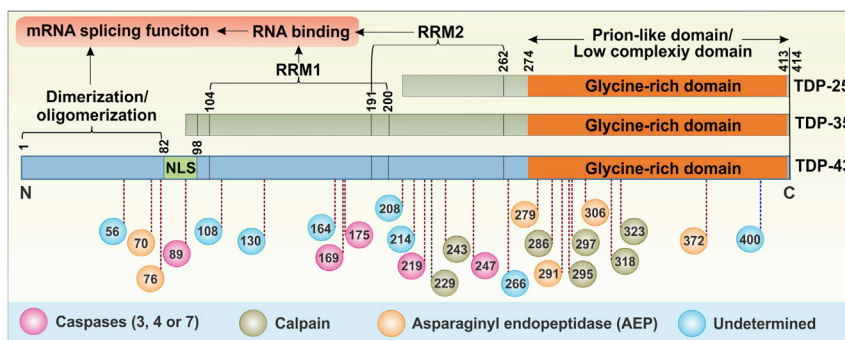 mRNA splicing funciton
RNA binding
RRM2
Prion-like domain/
Low complexiy domain
RRM1
Dimerization/
oligomerization
1
82
98
104
191
200
262
274
413
414
Glycine-rich domain
TDP-25
Glycine-rich domain
TDP-35
NLS
Glycine-rich domain
TDP-43
N
C
56
70
76
89
108
130
164
169
175
208
214
219
229
243
247
266
279
286
291
295
297
306
318
323
372
400
Caspases (3, 4 or 7)
Calpain
Asparaginyl endopeptidase (AEP)
Undetermined